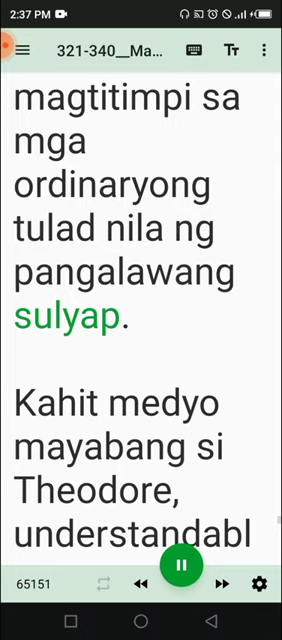 2:37 PM
321-340__Ma...
magtitimpi sa
mga
ordinaryong
tulad nila ng
pangalawang
sulyap.
Kahit medyo
mayabang si
Theodore,
understandabl
65151